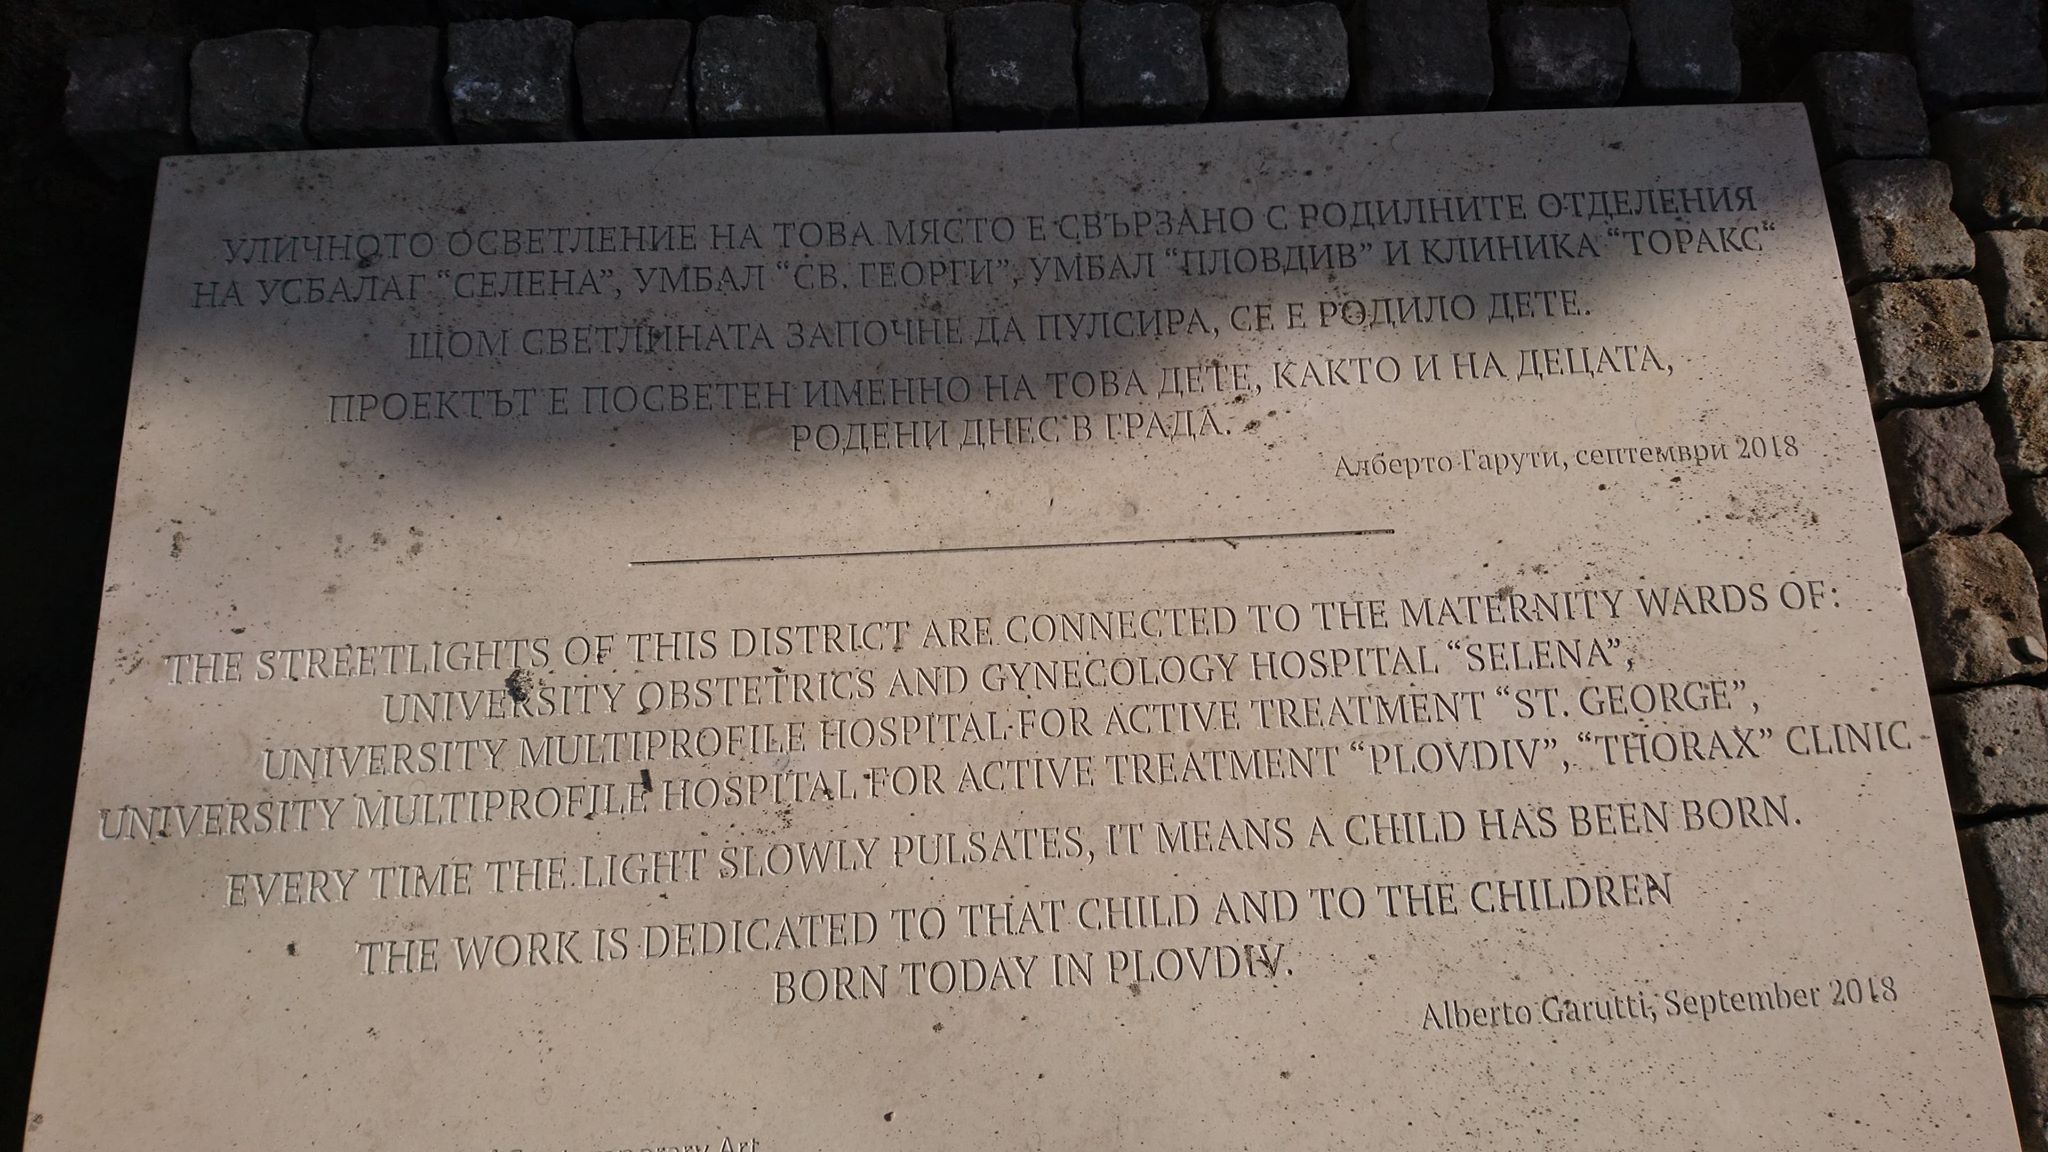 УЛИЧНОТО ОСВЕТЛЕНИЕ НА ТОВА МЯСТО Е СВЪРЗАНО С РОДИЛНИТЕ ОТДЕЛЕНИЯ
НА УСБАЛАГ “СЕЛЕНА”, УМБАЛ “СВ. ГЕОРГИ”, УМБАЛ “ПЛОВДИВ” И КЛИНИКА “ТОРАКС“
ЩОМ СВЕТЛИНАТА ЗАПОЧНЕ ДА ПУЛСИРА, СЕ Е РОДИЛО ДЕТЕ.
ПРОЕКТЪТ Е ПОСВЕТЕН ИМЕННО НА ТОВА ДЕТЕ, КАКТО И НА ДЕЦАТА,
РОДЕНИ ДНЕС В ГРАДА.
Алберто Гарути, септември 2018
THE STREETLIGHTS OF THIS DISTRICT ARE CONNECTED TO THE MATERNITY WARDS OF:
UNIVERSITY OBSTETRICS AND GYNECOLOGY HOSPITAL “SELENA”,
UNIVERSITY MULTIPROFILE HOSPITAL FOR ACTIVE TREATMENT “ST. GEORGE”,
UNIVERSITY MULTIPROFILE HOSPITAL FOR ACTIVE TREATMENT “PLOVDIV”, “THORAX” CLINIC
EVERY TIME THE LIGHT SLOWLY PULSATES, IT MEANS A CHILD HAS BEEN BORN.
THE WORK IS DEDICATED TO THAT CHILD AND TO THE CHILDREN
BORN TODAY IN PLOVDIV.
Alberto Garutti, September 2018
Contemporary Art